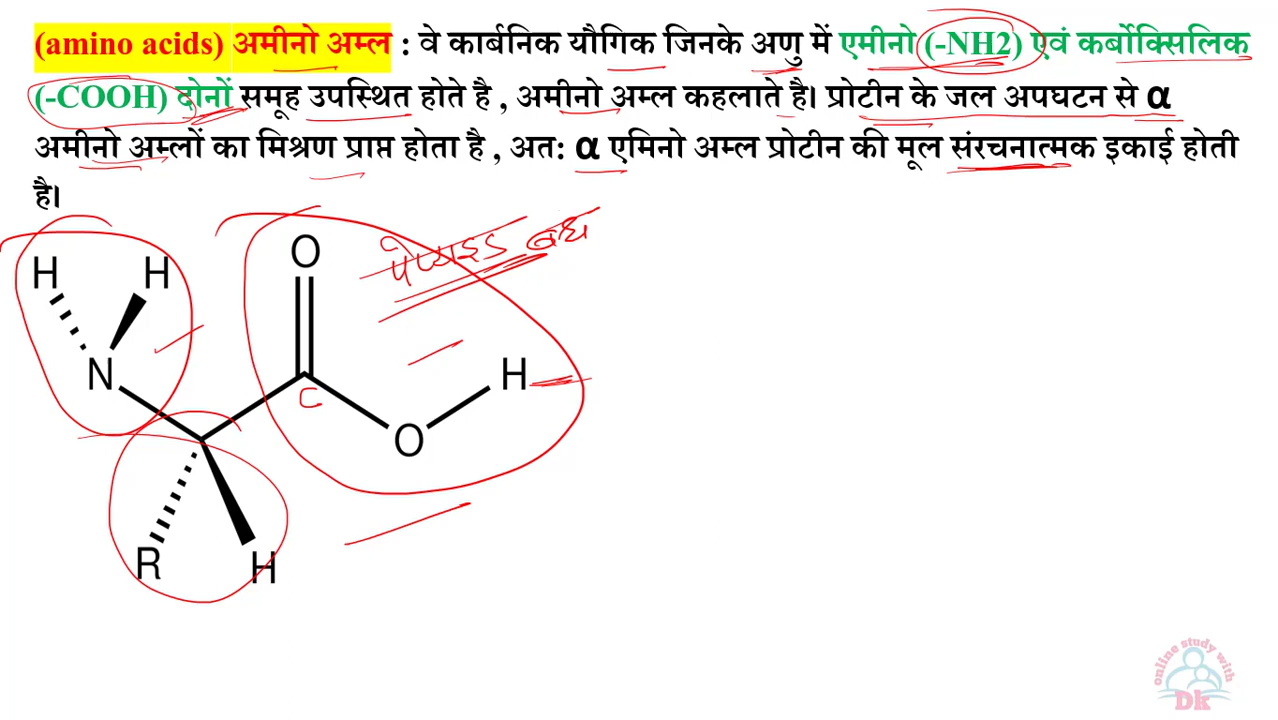 (amino acids) अमीनो अम्ल : वे कार्बनिक यौगिक जिनके अणु में एमीनो (-NH2) एवं कर्बोक्सिलिक
(-COOH) दोनों समूह उपस्थित होते है , अमीनो अम्ल कहलाते है। प्रोटीन के जल अपघटन से α
अमीनो अम्लों का मिश्रण प्राप्त होता है , अत: α एमिनो अम्ल प्रोटीन की मूल संरचनात्मक इकाई होती
है।
पेप्टाइड बंध
O
H H
N
H
C
O
R
H
online study with
Dk